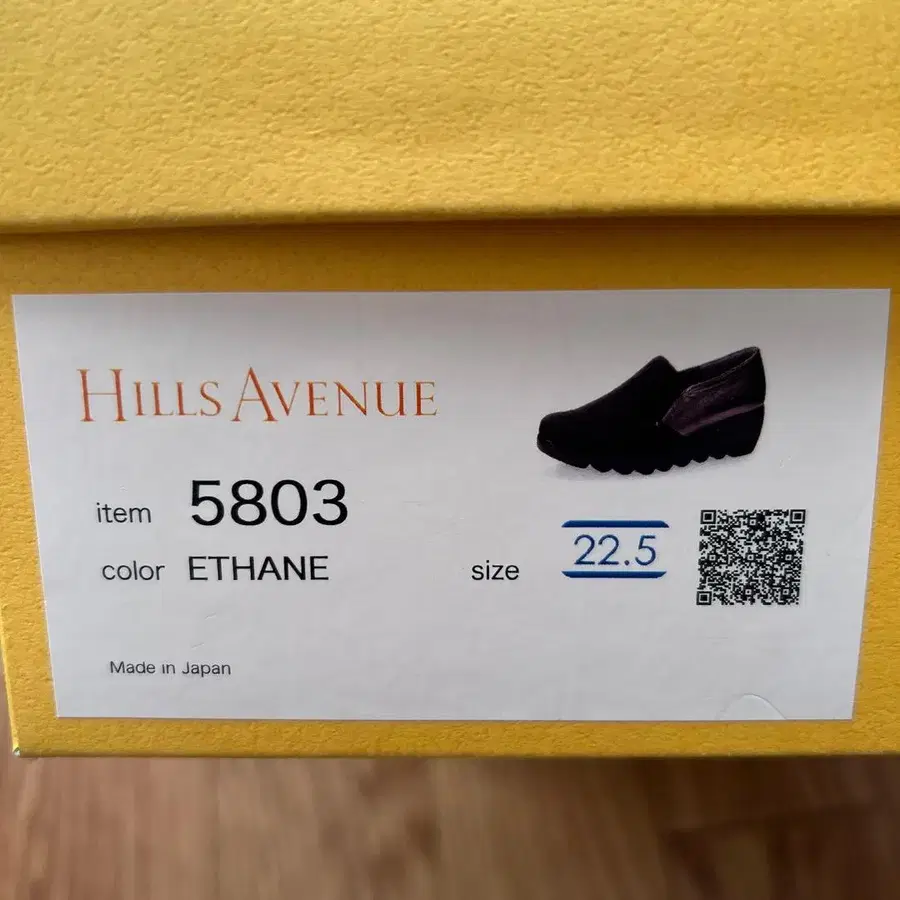 HILLS AVENUE
item 5803
color ETHANE
size 22.5
Made in Japan